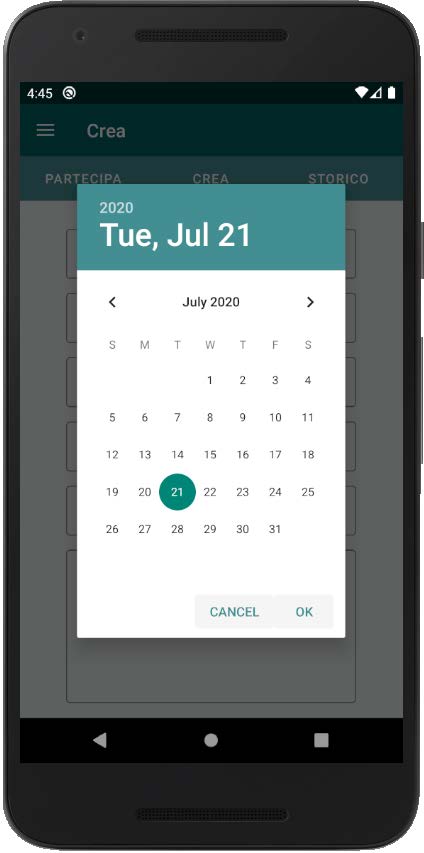 4:45
Crea
PARTECIPA CREA STORICO
2020
Tue, Jul 21
July 2020
S M T W T F S
1 2 3 4
5 6 7 8 9 10 11
12 13 14 15 16 17 18
19 20 21 22 23 24 25
26 27 28 29 30 31
CANCEL OK